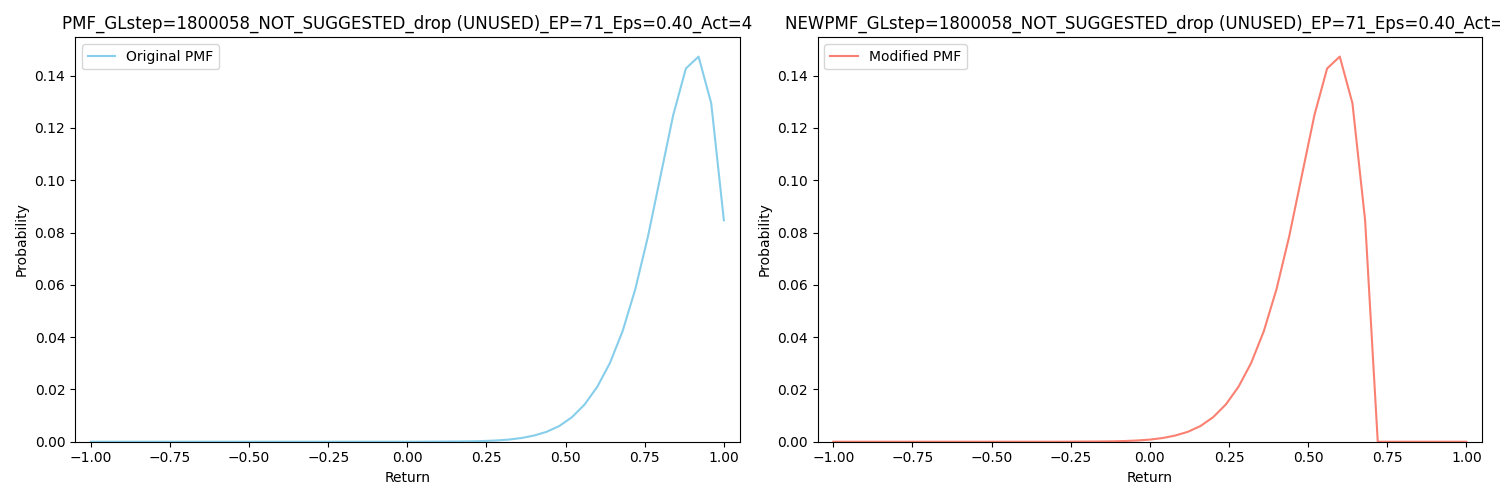 PMF_GLstep=1800058_NOT_SUGGESTED_drop (UNUSED)_EP=71_Eps=0.40_Act=4
Original PMF
0.14
0.12
0.10
0.08
0.06
0.04
0.02
0.00
Probability
−1.00 −0.75 −0.50 −0.25 0.00 0.25 0.50 0.75 1.00
Return
NEWPMF_GLstep=1800058_NOT_SUGGESTED_drop (UNUSED)_EP=71_Eps=0.40_Act=
Modified PMF
0.14
0.12
0.10
0.08
0.06
0.04
0.02
0.00
Probability
−1.00 −0.75 −0.50 −0.25 0.00 0.25 0.50 0.75 1.00
Return